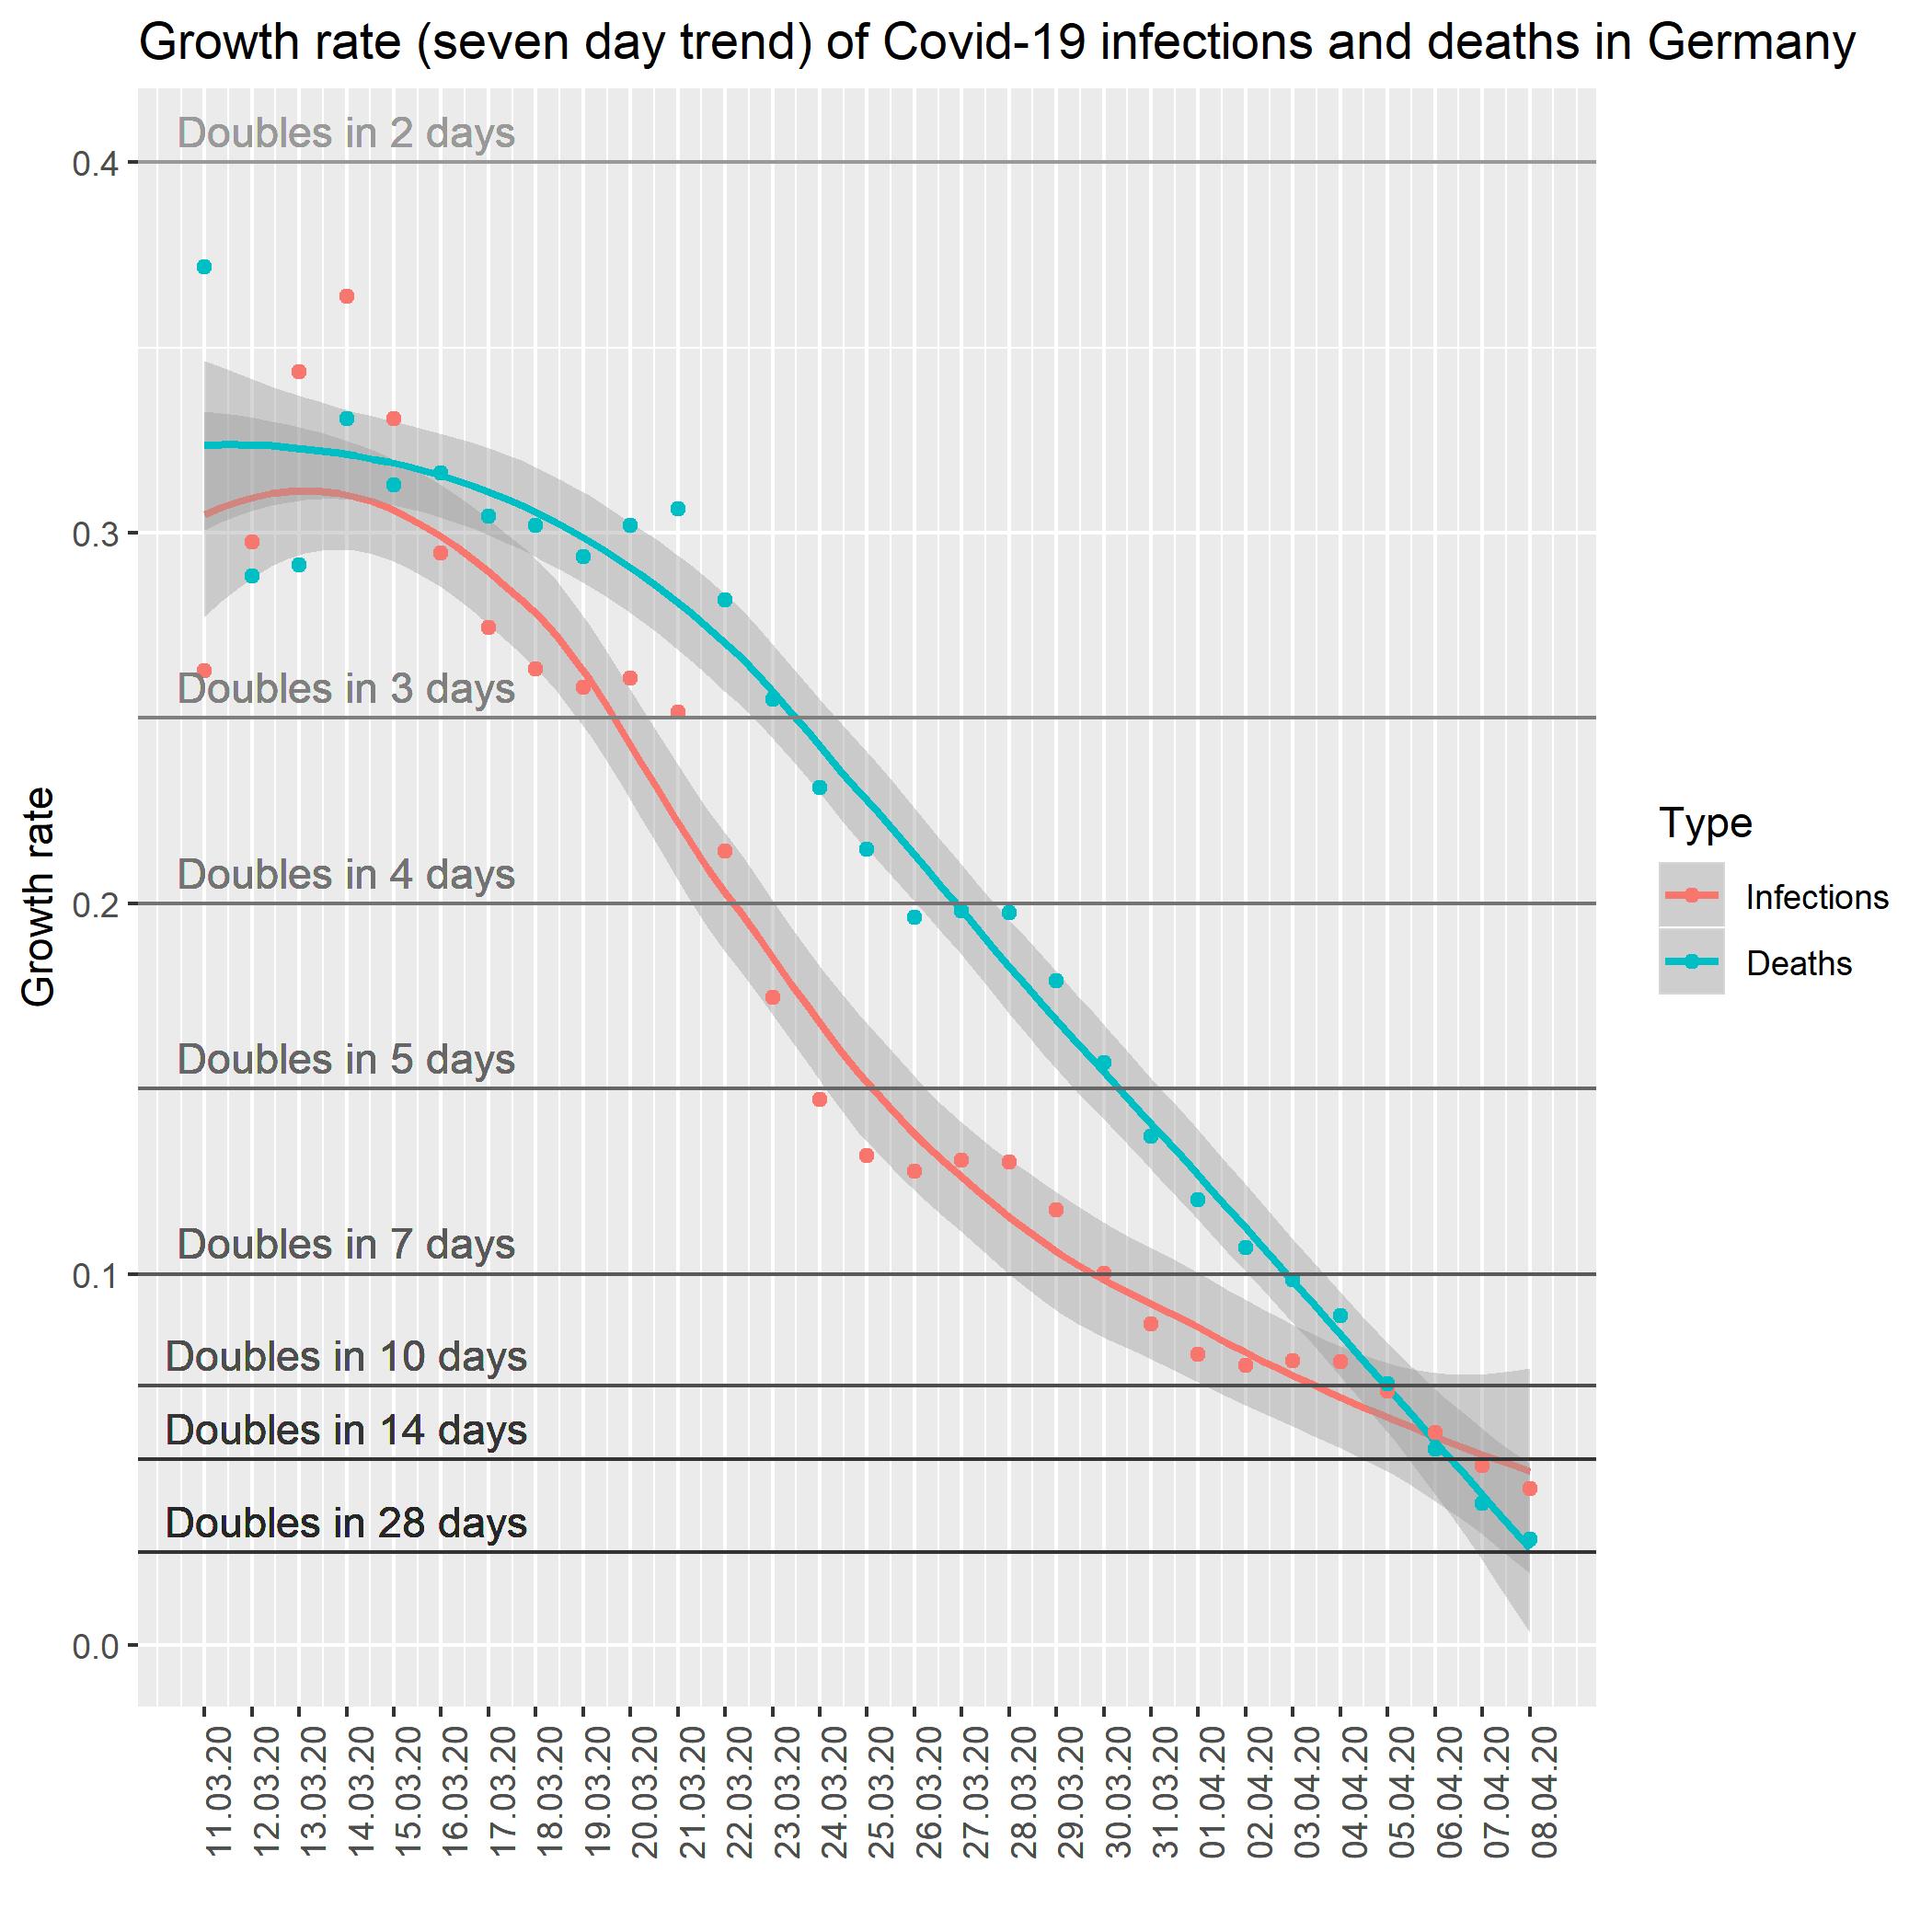 Growth rate (seven day trend) of Covid-19 infections and deaths in Germany
Growth rate
0.4
0.3
0.2
0.1
0.0
Doubles in 2 days
Doubles in 3 days
Doubles in 4 days
Doubles in 5 days
Doubles in 7 days
Doubles in 10 days
Doubles in 14 days
Doubles in 28 days
Type
Infections
Deaths
11.03.20
12.03.20
13.03.20
14.03.20
15.03.20
16.03.20
17.03.20
18.03.20
19.03.20
20.03.20
21.03.20
22.03.20
23.03.20
24.03.20
25.03.20
26.03.20
27.03.20
28.03.20
29.03.20
30.03.20
31.03.20
01.04.20
02.04.20
03.04.20
04.04.20
05.04.20
06.04.20
07.04.20
08.04.20